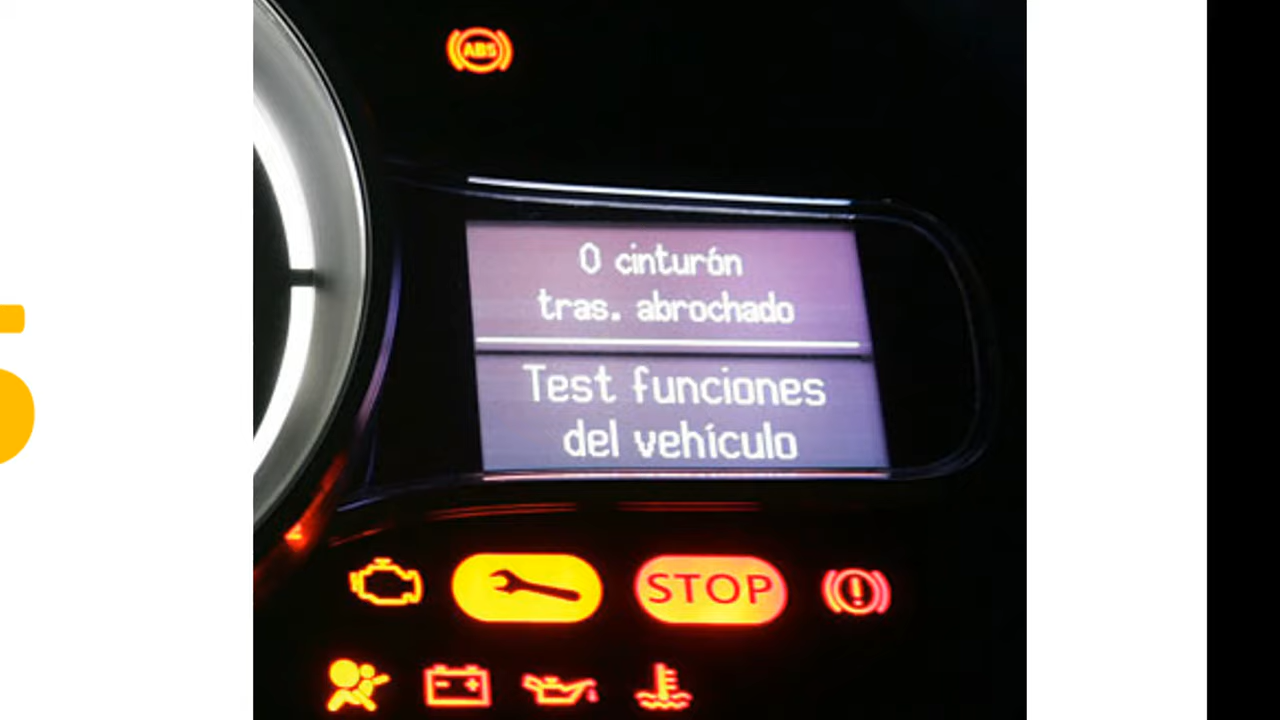 ABS
0 cinturón
tras. abrochado
Test funciones
del vehículo
STOP